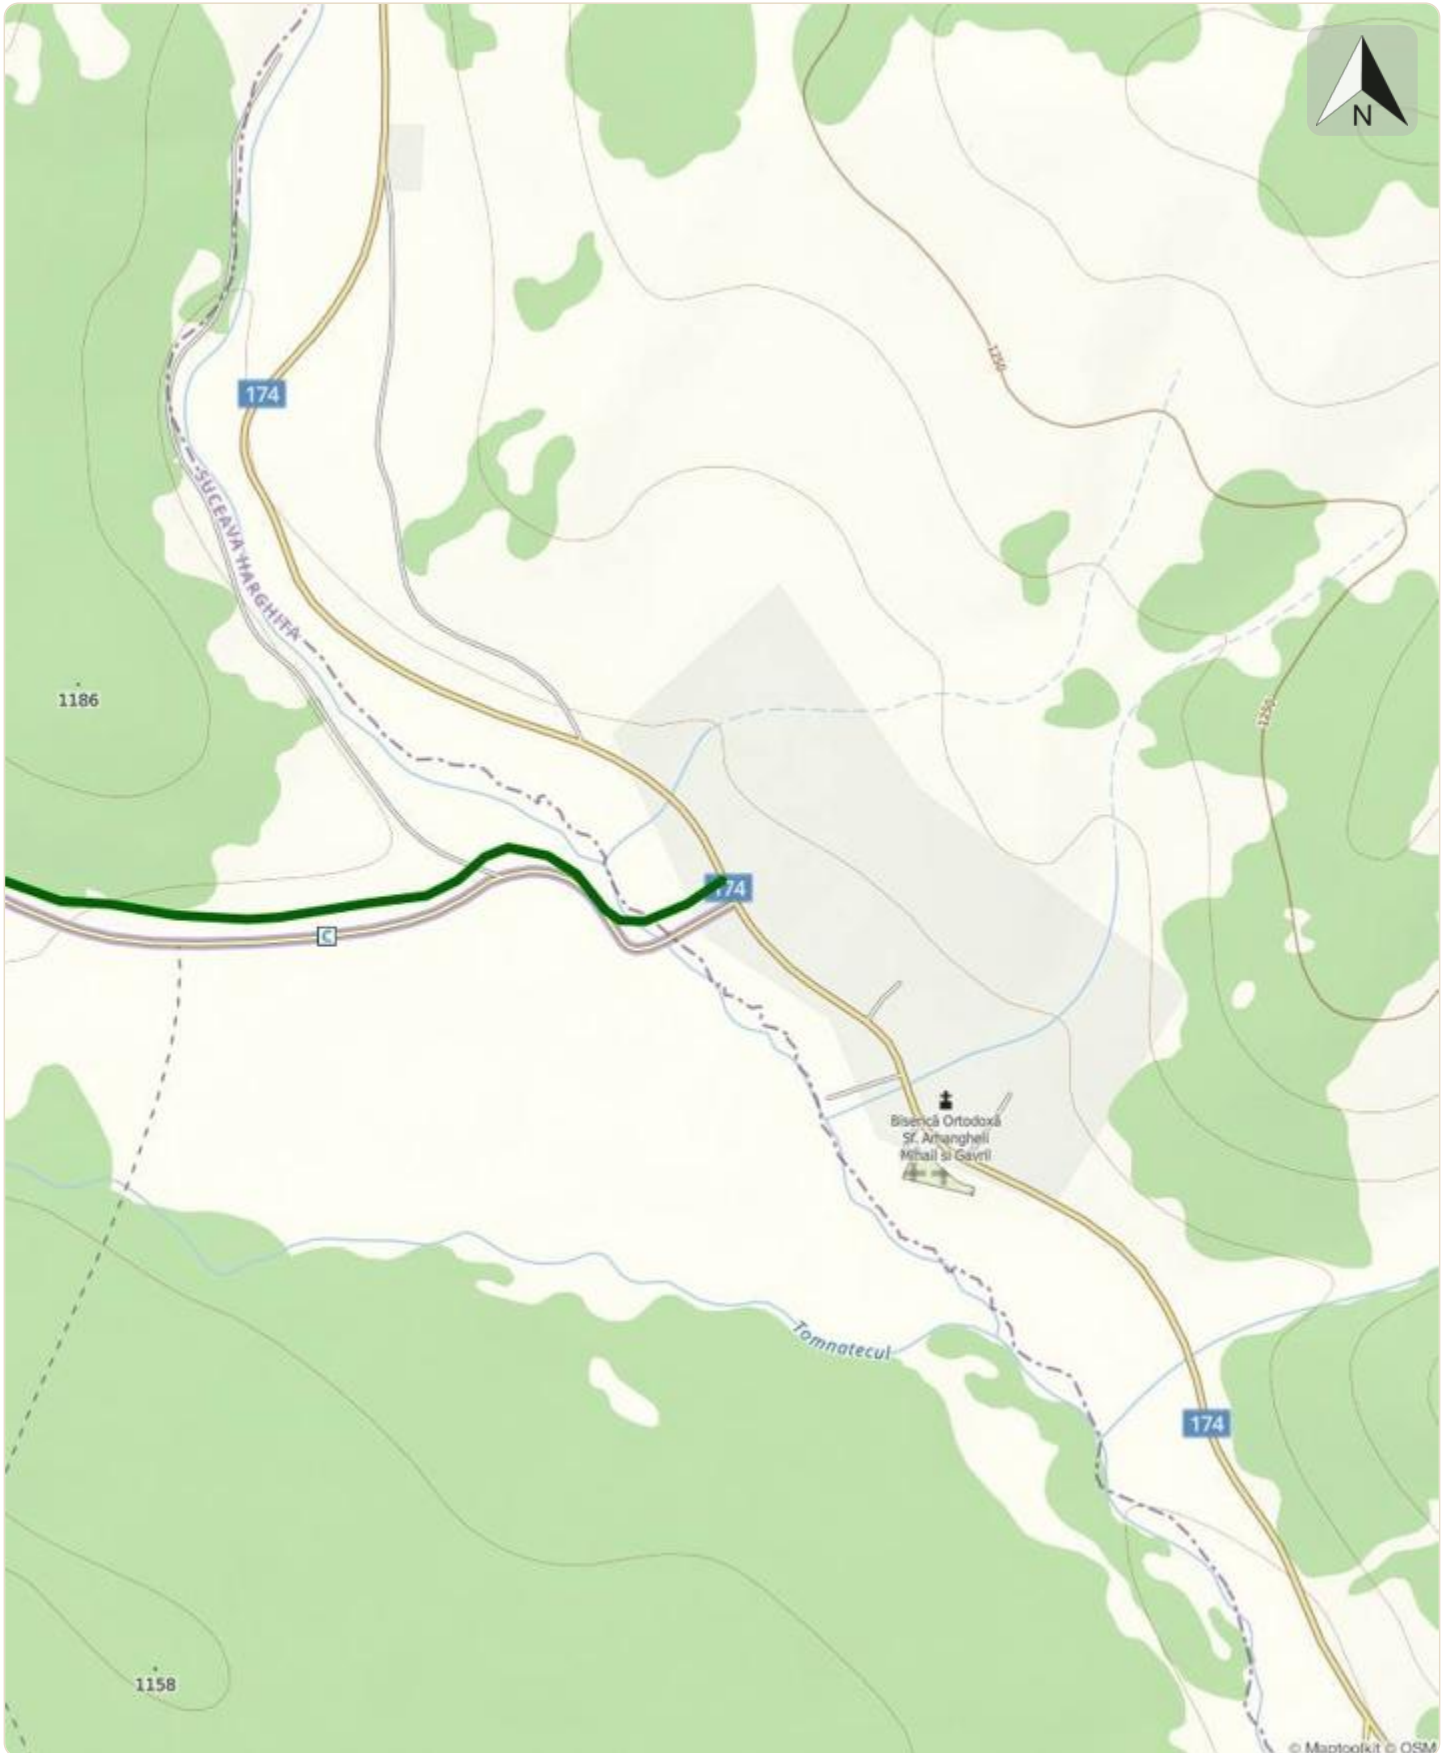 N
1250
174
SUCEAVA
HARGHITA
1186
1250
174
C
Biserică Ortodoxă
Sf. Arhangheli
Mihail și Gavril
Tomnatecul
174
1158
© Maptoolkit © OSM